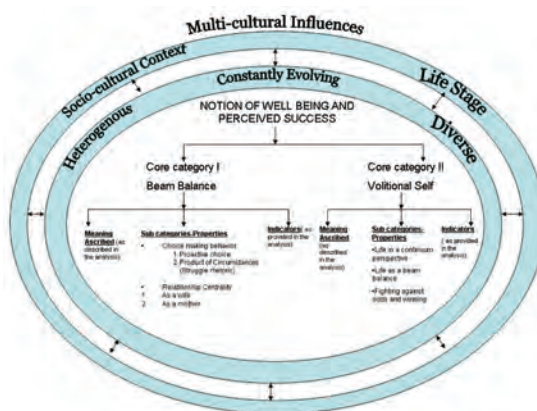 Multi-cultural Influences
Socio-cultural Context
Life Stage
Constantly Evolving
Heterogenous
Diverse
NOTION OF WELL BEING AND
PERCEIVED SUCCESS
Core category I
Beam Balance
Core category II
Volitional Self
Meaning
Ascribed (as
described in
the analysis)
Sub categories-Properties
• Choice making behavior
1.Proactive choice
2.Product of Circumstances
(Struggle rhetoric)
• Relationship Centrality
1 As a wife
2 As a mother
Indicators( as
provided in the
analysis)
Meaning
Ascribed
(as
described in
the analysis)
Sub categories-
Properties
•Life in a continuum
perspective
•Life as a beam
balance
•Fighting against
odds and winning
Indicators
( as provided in
the analysis)